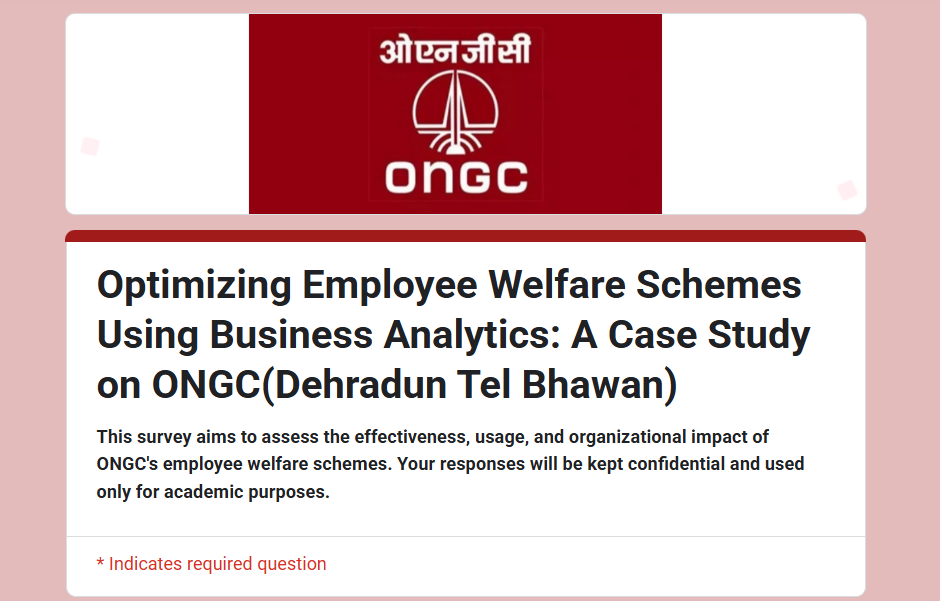 ओएनजीसी
ONGC
Optimizing Employee Welfare Schemes
Using Business Analytics: A Case Study
on ONGC(Dehradun Tel Bhawan)
This survey aims to assess the effectiveness, usage, and organizational impact of
ONGC's employee welfare schemes. Your responses will be kept confidential and used
only for academic purposes.
* Indicates required question